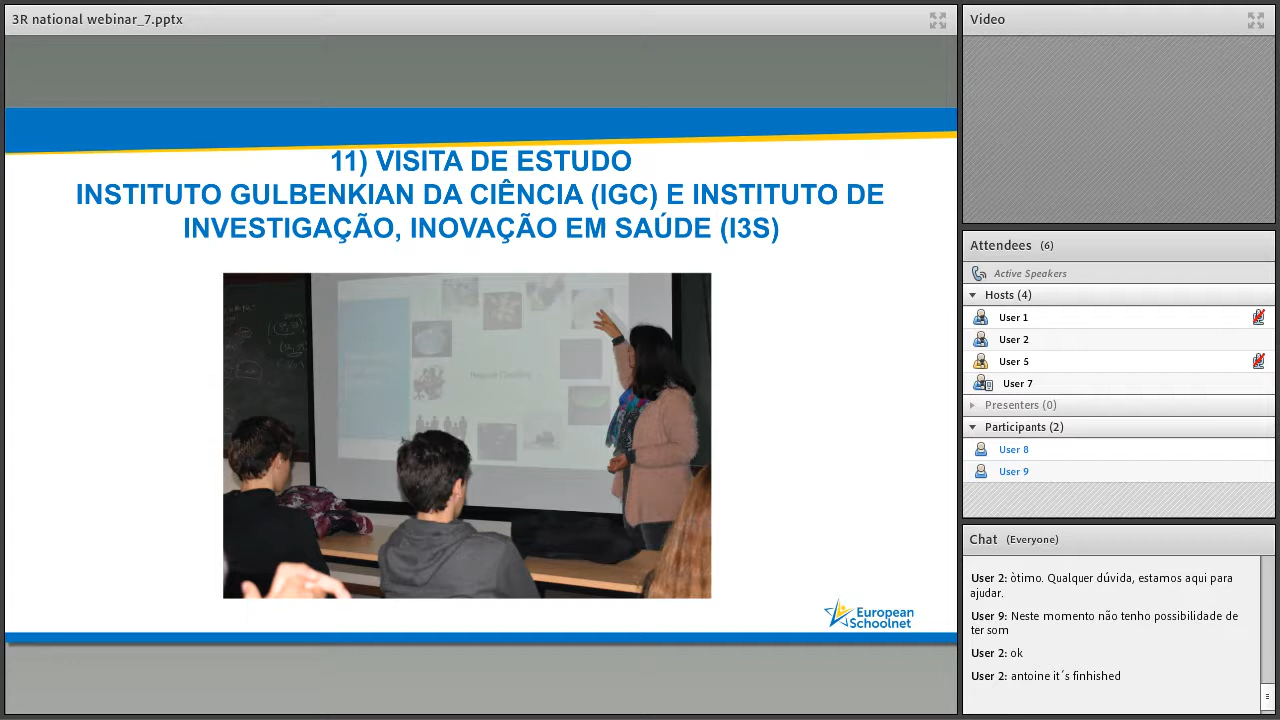 3R national webinar_7.pptx
11) VISITA DE ESTUDO
INSTITUTO GULBENKIAN DA CIÊNCIA (IGC) E INSTITUTO DE
INVESTIGAÇÃO, INOVAÇÃO EM SAÚDE (I3S)
European
Schoolnet
Video
Attendees (6)
Active Speakers
Hosts (4)
User 1
User 2
User 5
User 7
Presenters (0)
Participants (2)
User 8
User 9
Chat (Everyone)
User 2: òtimo. Qualquer dúvida, estamos aqui para
ajudar.
User 9: Neste momento não tenho possibilidade de
ter som
User 2: ok
User 2: antoine it´s finhished